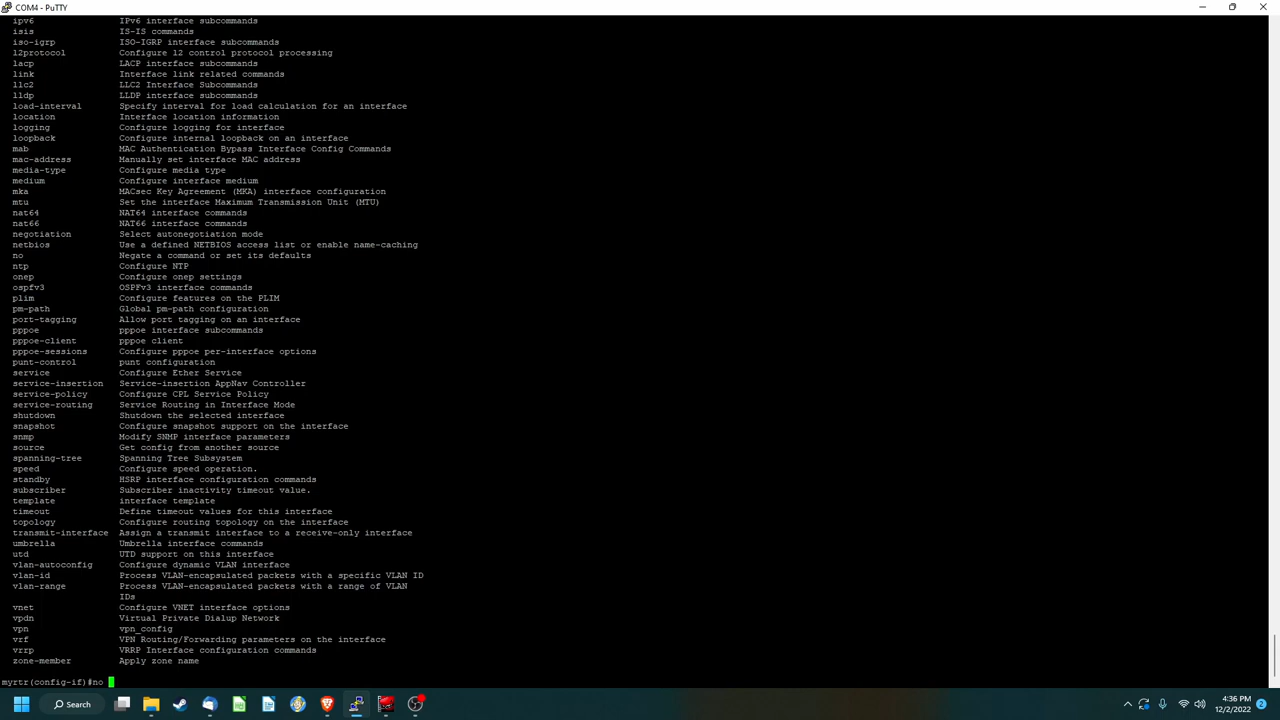 COM4 - PuTTY
ipv6 IPv6 interface subcommands
isis IS-IS commands
iso-igrp ISO-IGRP interface subcommands
l2protocol Configure l2 control protocol processing
lacp LACP interface subcommands
link Interface link related commands
llc2 LLC2 Interface Subcommands
lldp LLDP interface subcommands
load-interval Specify interval for load calculation for an interface
location Interface location information
logging Configure logging for interface
loopback Configure internal loopback on an interface
mab MAC Authentication Bypass Interface Config Commands
mac-address Manually set interface MAC address
media-type Configure media type
medium Configure interface medium
mka MACsec Key Agreement (MKA) interface configuration
mtu Set the interface Maximum Transmission Unit (MTU)
nat64 NAT64 interface commands
nat66 NAT66 interface commands
negotiation Select autonegotiation mode
netbios Use a defined NETBIOS access list or enable name-caching
no Negate a command or set its defaults
ntp Configure NTP
onep Configure onep settings
ospfv3 OSPFv3 interface commands
plim Configure features on the PLIM
pm-path Global pm-path configuration
port-tagging Allow port tagging on an interface
pppoe pppoe interface subcommands
pppoe-client pppoe client
pppoe-sessions Configure pppoe per-interface options
punt-control punt configuration
service Configure Ether Service
service-insertion Service-insertion AppNav Controller
service-policy Configure CPL Service Policy
service-routing Service Routing in Interface Mode
shutdown Shutdown the selected interface
snapshot Configure snapshot support on the interface
snmp Modify SNMP interface parameters
source Get config from another source
spanning-tree Spanning Tree Subsystem
speed Configure speed operation.
standby HSRP interface configuration commands
subscriber Subscriber inactivity timeout value.
template interface template
timeout Define timeout values for this interface
topology Configure routing topology on the interface
transmit-interface Assign a transmit interface to a receive-only interface
umbrella Umbrella interface commands
utd UTD support on this interface
vlan-autoconfig Configure dynamic VLAN interface
vlan-id Process VLAN-encapsulated packets with a specific VLAN ID
vlan-range Process VLAN-encapsulated packets with a range of VLAN
IDs
vnet Configure VNET interface options
vpdn Virtual Private Dialup Network
vpn vpn_config
vrf VPN Routing/Forwarding parameters on the interface
vrrp VRRP Interface configuration commands
zone-member Apply zone name
myrtr(config-if)#no
Search
4:36 PM
12/2/2022
2